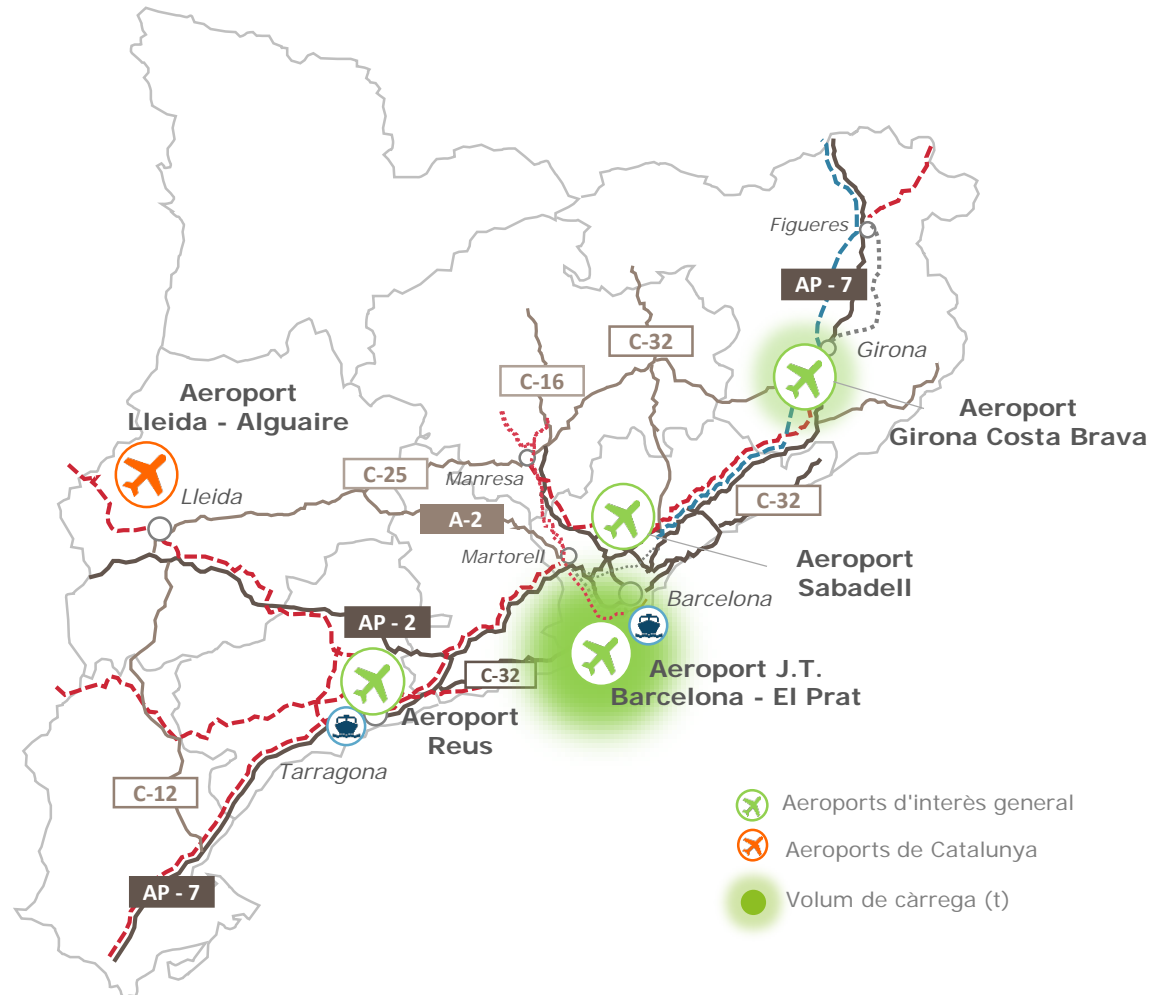 Figueres
AP - 7
C-32
Girona
C-16
Aeroport
Lleida - Alguaire
Aeroport
Girona Costa Brava
C-25
Manresa
Lleida
C-32
A-2
Martorell
Aeroport
Sabadell
Barcelona
AP - 2
C-32
Aeroport J.T.
Barcelona - El Prat
Aeroport
Reus
Tarragona
C-12
AP - 7
Aeroports d'interès general
Aeroports de Catalunya
Volum de càrrega (t)